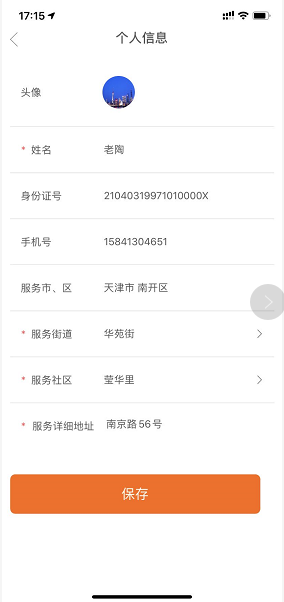 17:15
个人信息
头像
* 姓名 老陶
身份证号 21040319971010000X
手机号 15841304651
服务市、区 天津市 南开区
* 服务街道 华苑街
* 服务社区 莹华里
* 服务详细地址 南京路56号
保存